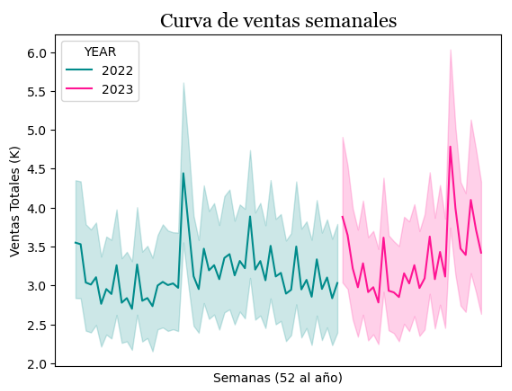 Curva de ventas semanales
YEAR
2022
2023
6.0
5.5
5.0
4.5
4.0
3.5
3.0
2.5
2.0
Ventas Totales (K)
Semanas (52 al año)